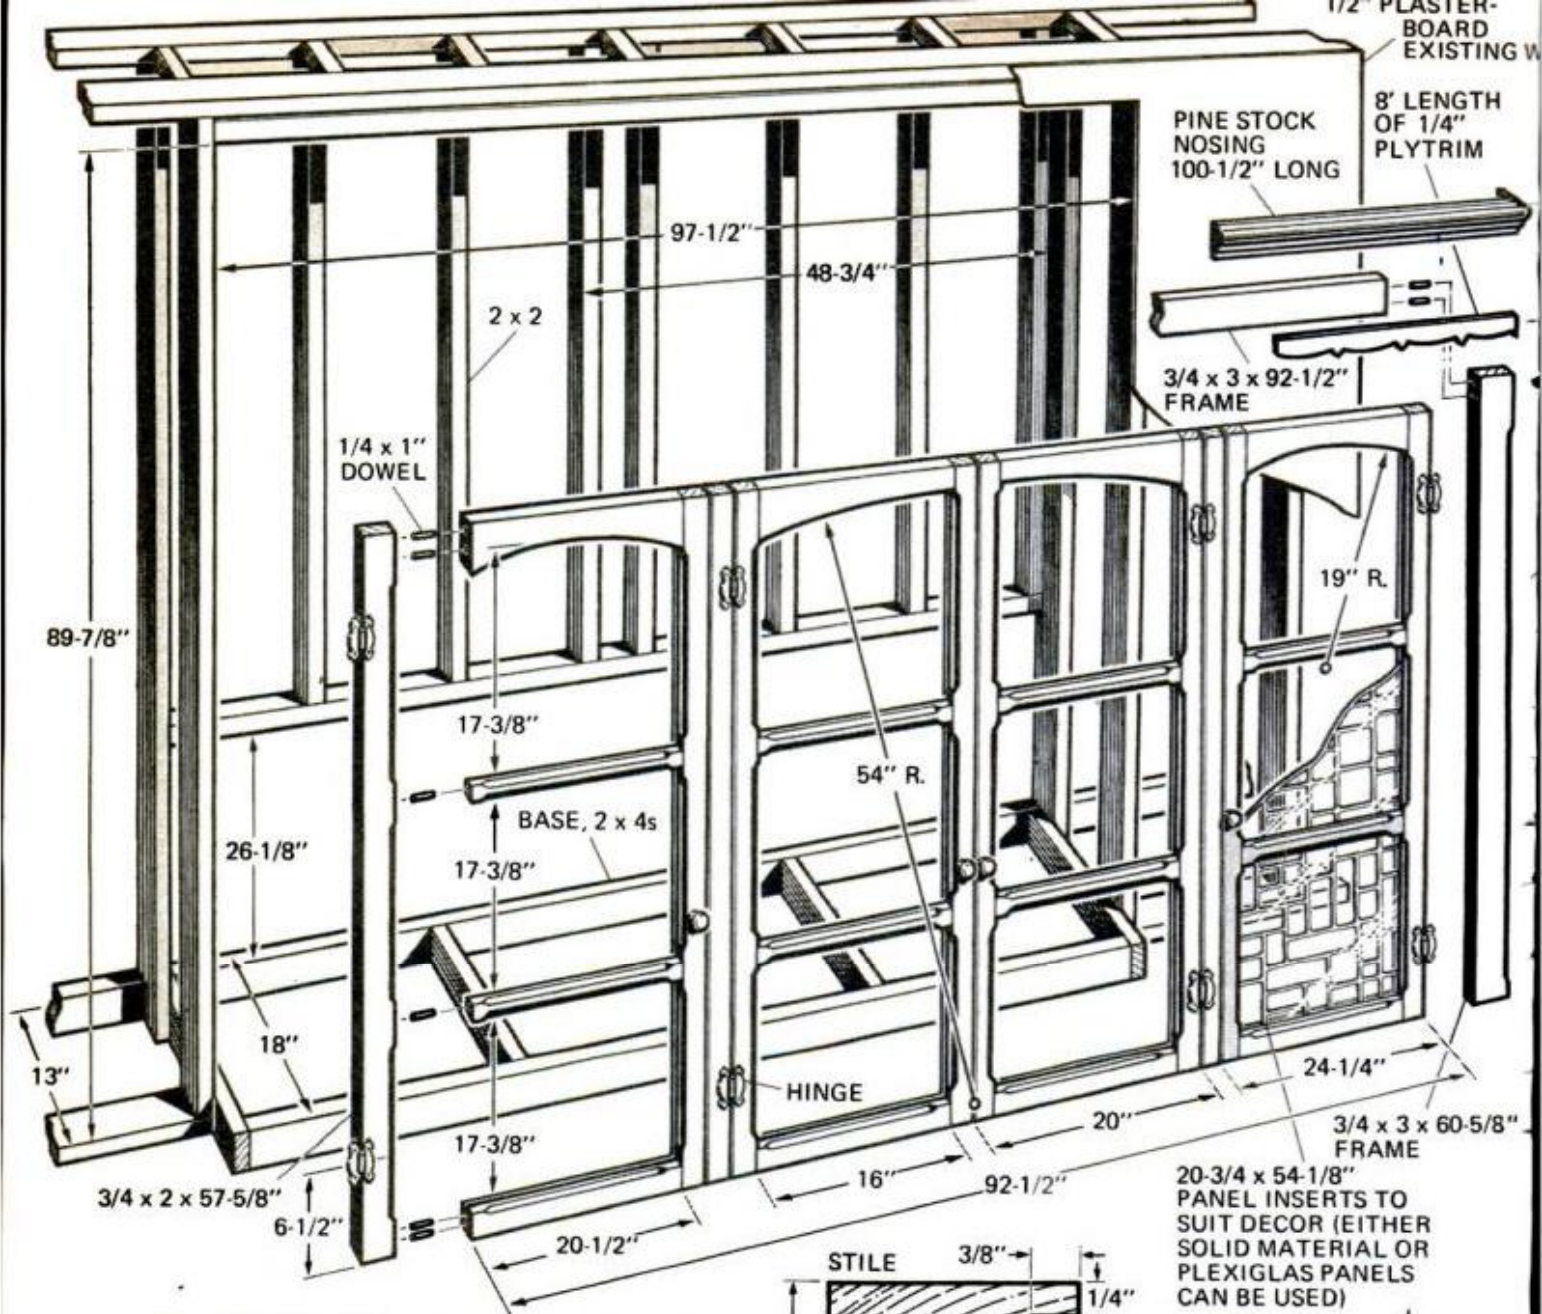 1/2" PLASTER-
BOARD
EXISTING
8' LENGTH
OF 1/4"
PLYTRIM
PINE STOCK
NOSING
100-1/2" LONG
97-1/2"
48-3/4"
2 x 2
3/4 x 3 x 92-1/2"
FRAME
1/4 x 1"
DOWEL
19" R.
89-7/8"
17-3/8"
54" R.
BASE, 2 x 4s
26-1/8"
17-3/8"
18"
13"
HINGE
24-1/4"
20"
3/4 x 3 x 60-5/8"
FRAME
17-3/8"
16"
92-1/2"
3/4 x 2 x 57-5/8"
6-1/2"
20-1/2"
20-3/4 x 54-1/8"
PANEL INSERTS TO
SUIT DECOR (EITHER
SOLID MATERIAL OR
PLEXIGLAS PANELS
CAN BE USED)
STILE
3/8"
1/4"